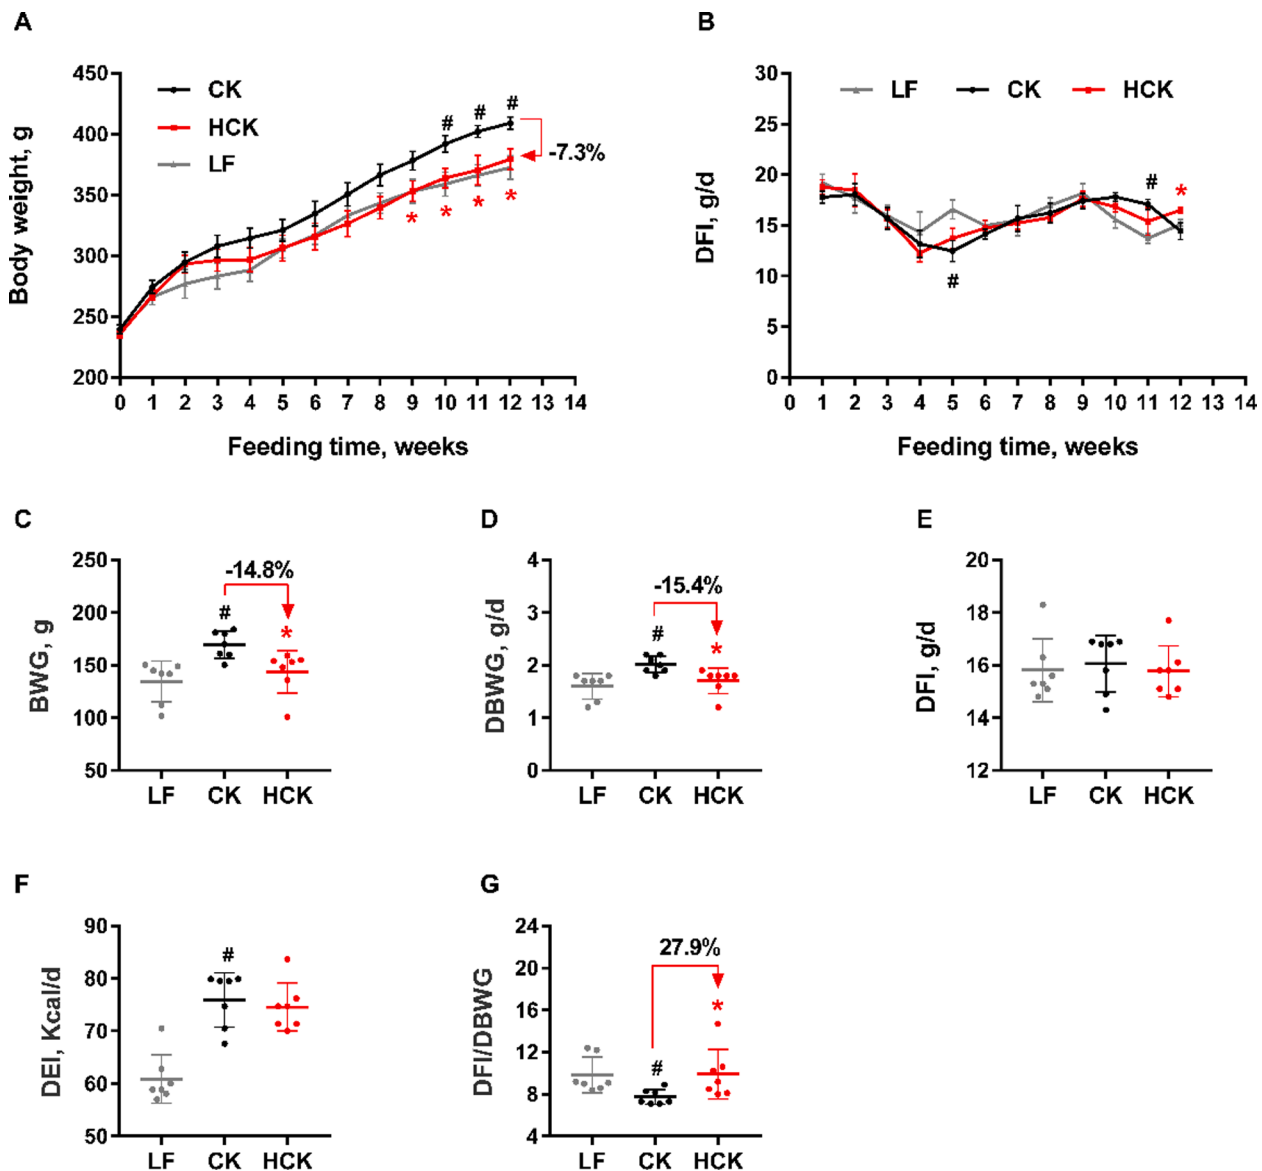 A
B
450
400
350
300
250
200
Body weight, g
CK
HCK
LF
# # #
-7.3%
* * * *
0 1 2 3 4 5 6 7 8 9 10 11 12 13 14
Feeding time, weeks
30
25
20
15
10
5
0
DFI, g/d
LF CK HCK
# *
#
0 1 2 3 4 5 6 7 8 9 10 11 12 13 14
Feeding time, weeks
C
D
E
250
200
150
100
50
BWG, g
-14.8%
#
*
LF CK HCK
4
3
2
1
0
DBWG, g/d
-15.4%
#
*
LF CK HCK
20
18
16
14
12
DFI, g/d
LF CK HCK
F
G
90
80
70
60
50
DEI, Kcal/d
#
LF CK HCK
24
20
16
12
8
4
DFI/DBWG
27.9%
*
#
LF CK HCK